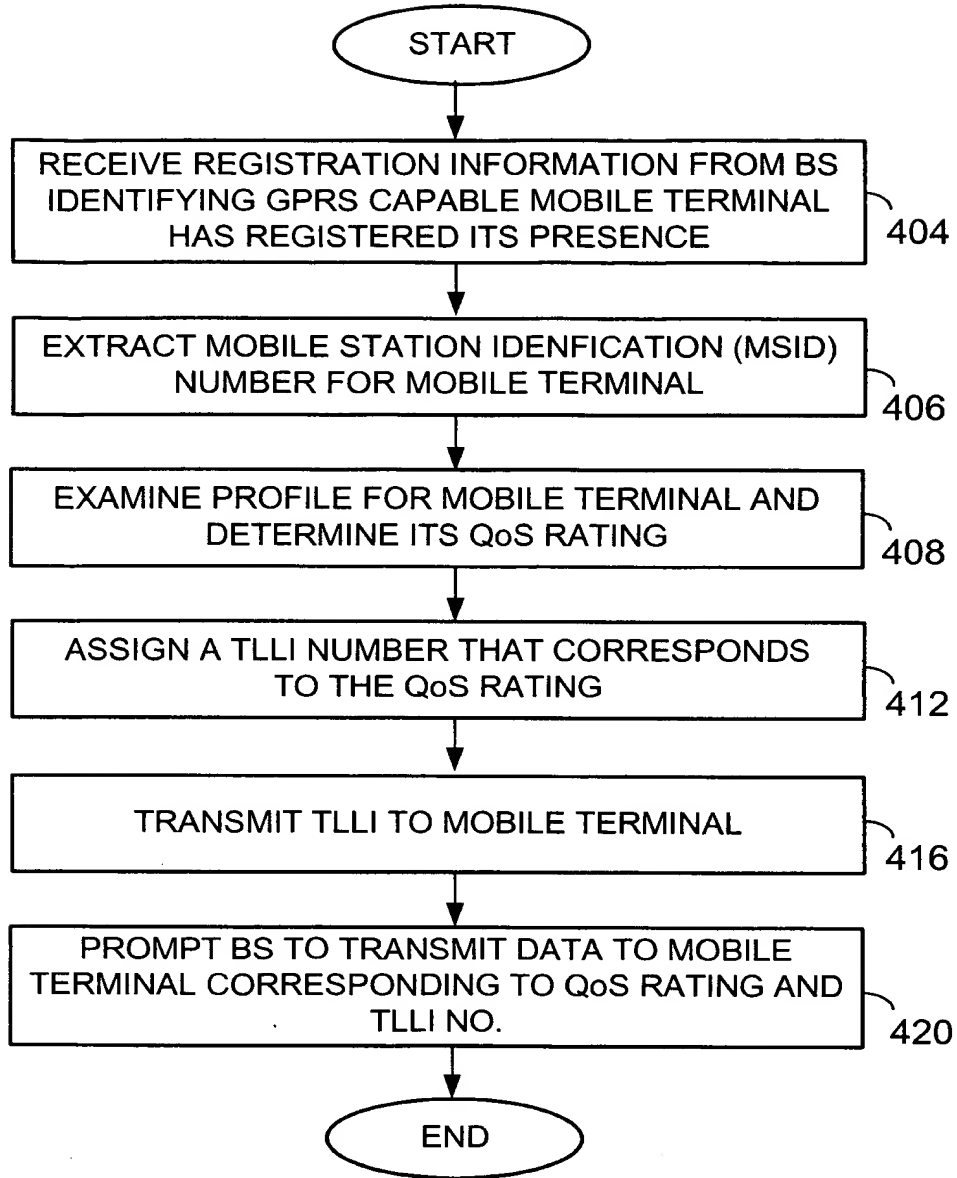 START
RECEIVE REGISTRATION INFORMATION FROM BS
IDENTIFYING GPRS CAPABLE MOBILE TERMINAL
HAS REGISTERED ITS PRESENCE
404
EXTRACT MOBILE STATION IDENFICATION (MSID)
NUMBER FOR MOBILE TERMINAL
406
EXAMINE PROFILE FOR MOBILE TERMINAL AND
DETERMINE ITS QoS RATING
408
ASSIGN A TLLI NUMBER THAT CORRESPONDS
TO THE QoS RATING
412
TRANSMIT TLLI TO MOBILE TERMINAL
416
PROMPT BS TO TRANSMIT DATA TO MOBILE
TERMINAL CORRESPONDING TO QoS RATING AND
TLLI NO.
420
END